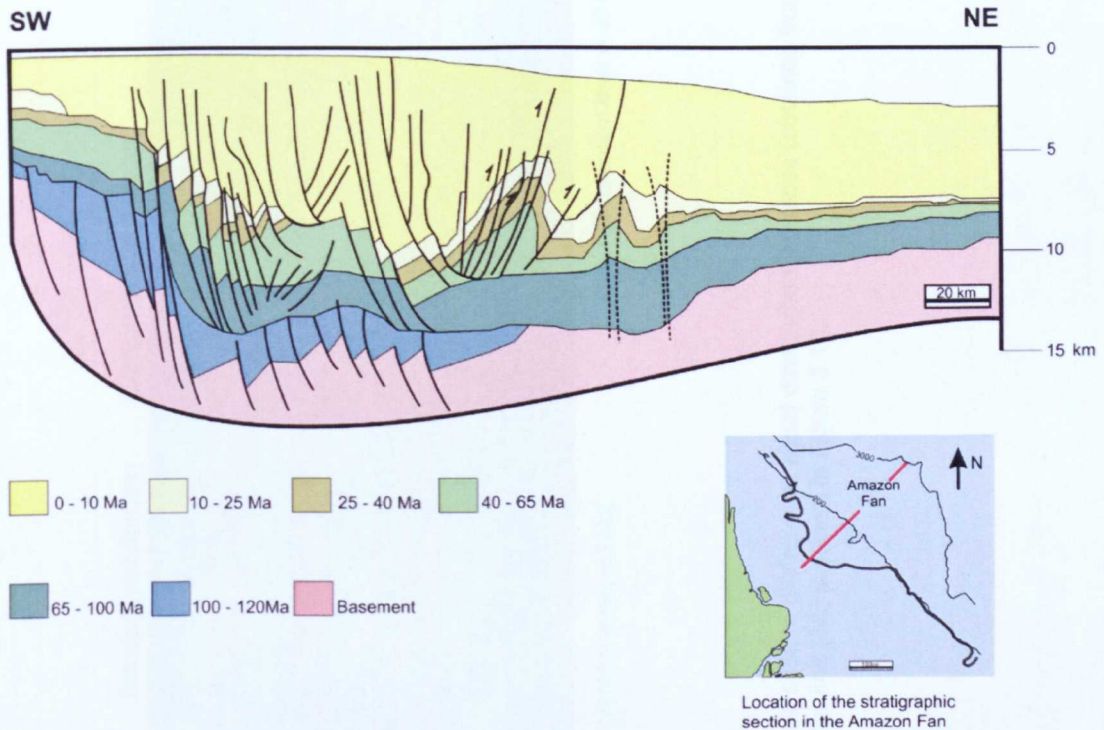 SW
NE
0
5
10
15 km
20 km
0 - 10 Ma
10 - 25 Ma
25 - 40 Ma
40 - 65 Ma
65 - 100 Ma
100 - 120Ma
Basement
3000
Amazon
Fan
N
Location of the stratigraphic
section in the Amazon Fan